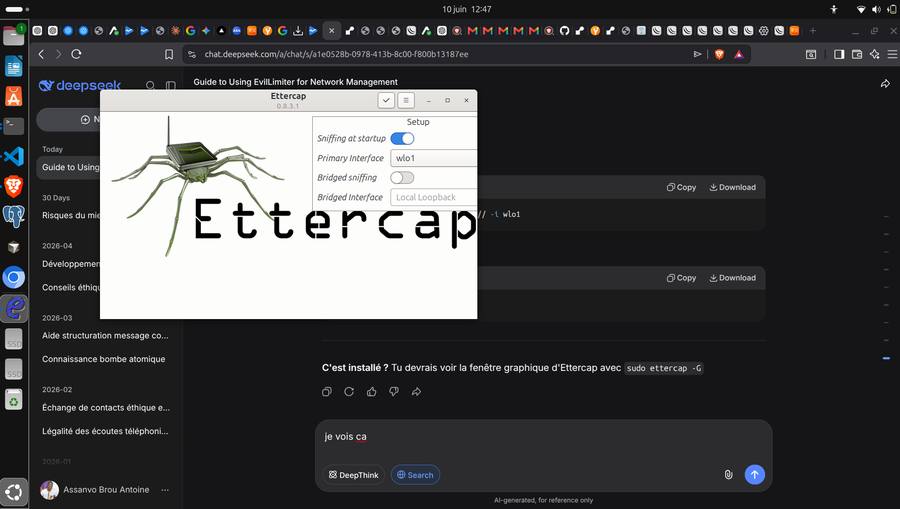 10 juin 12:47
chat.deepseek.com/a/chat/s/a1e0528b-0978-413b-8c00-f800b13187ee
deepseek
Guide to Using EvilLimiter for Network Management
Ettercap
0.8.3.1
N
Today
Guide to Using
30 Days
Risques du mie
2026-04
Développemen
Conseils éthiqu
2026-03
Aide structuration message co...
Connaissance bombe atomique
2026-02
Échange de contacts éthique e...
Légalité des écoutes téléphoni...
2026-01
Assanvo Brou Antoine
Setup
Sniffing at startup
Primary Interface wlo1
Bridged sniffing
Bridged Interface Local Loopback
Ettercap
Copy Download
// -i wlo1
Copy Download
C'est installé ? Tu devrais voir la fenêtre graphique d'Ettercap avec sudo ettercap -G
je vois ca
DeepThink Search
AI-generated, for reference only
SSD
SSD